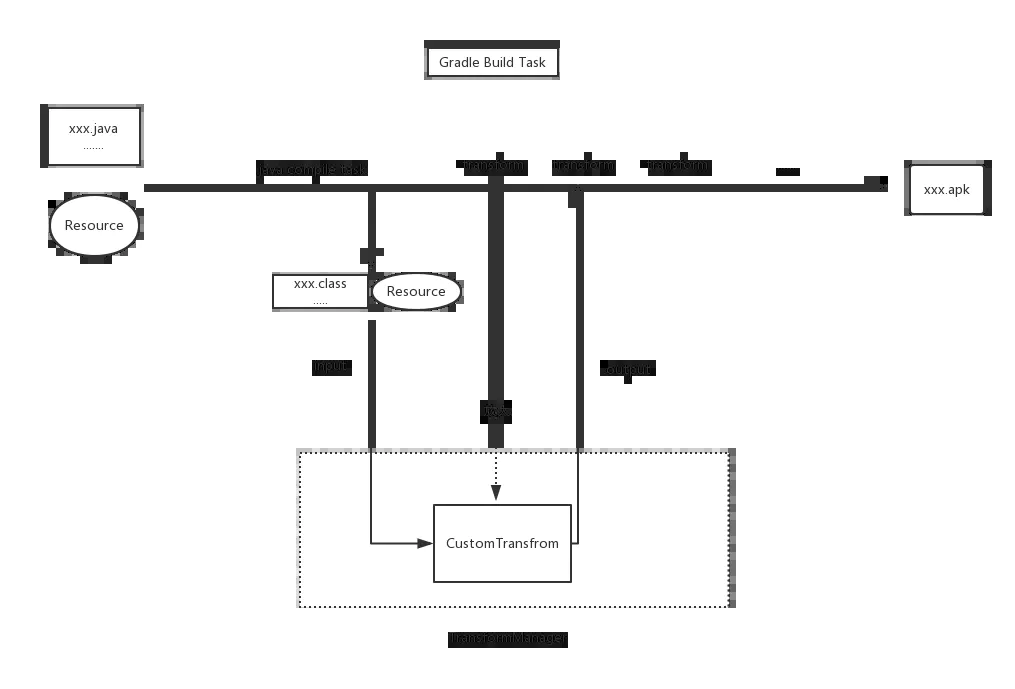 Gradle Build Task
xxx.java
.......
java compile task
Transform
Transform
Transform
Resource
xxx.apk
xxx.class
.....
Resource
input
output
CustomTransfrom
TransformManager